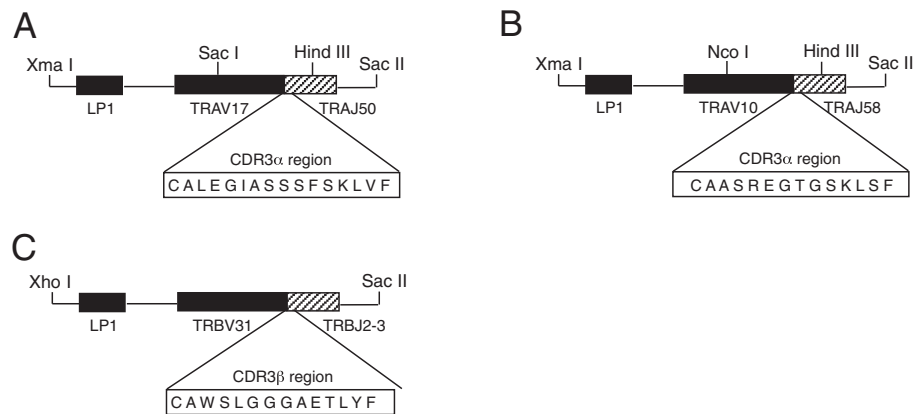 A
Xma I
Sac I
Hind III
Sac II
LP1
TRAV17
TRAJ50
CDR3α region
C A L E G I A S S S F S K L V F
B
Xma I
Nco I
Hind III
Sac II
LP1
TRAV10
TRAJ58
CDR3α region
C A A S R E G T G S K L S F
C
Xho I
Sac II
LP1
TRBV31
TRBJ2-3
CDR3β region
C A W S L G G G A E T L Y F